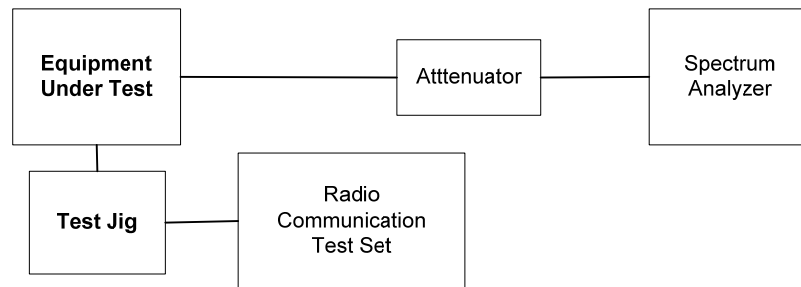 Equipment
Under Test
Atttenuator
Spectrum
Analyzer
Test Jig
Radio
Communication
Test Set